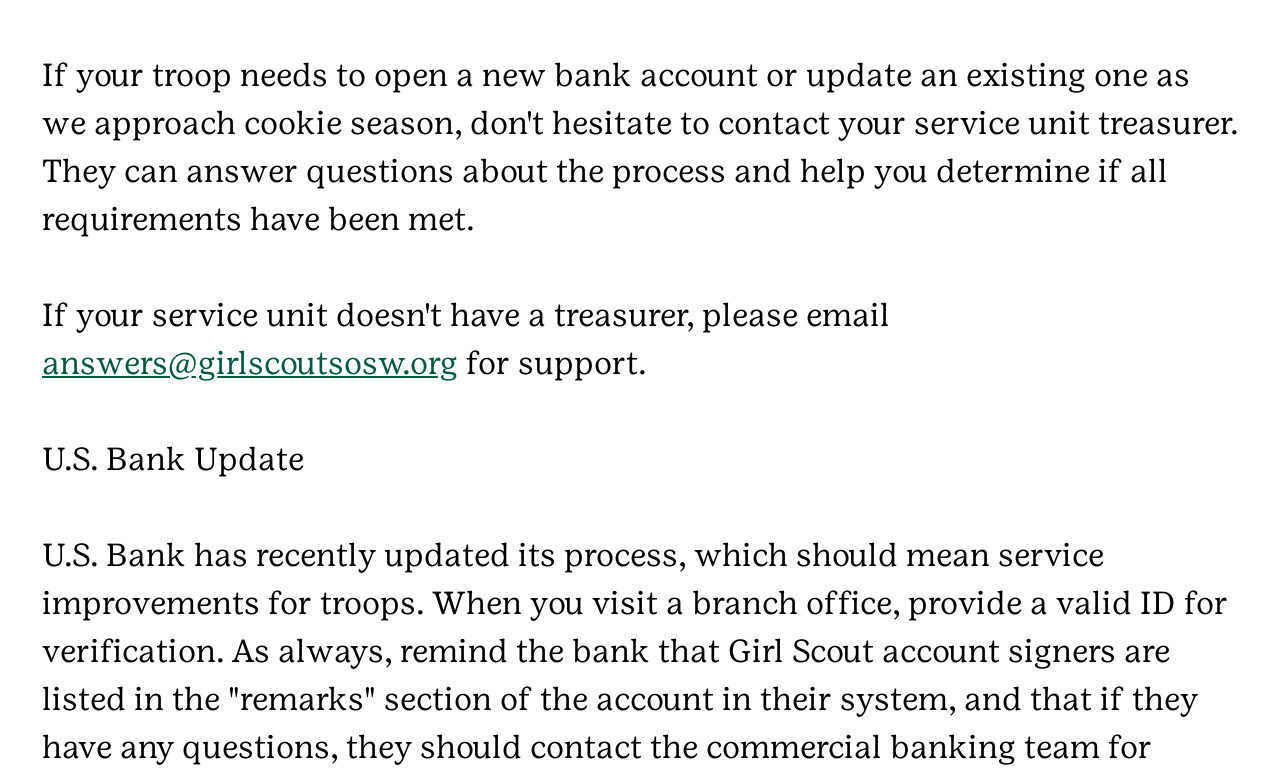 If your troop needs to open a new bank account or update an existing one as
we approach cookie season, don't hesitate to contact your service unit treasurer.
They can answer questions about the process and help you determine if all
requirements have been met.
If your service unit doesn't have a treasurer, please email
answers@girlscoutsosw.org for support.
U.S. Bank Update
U.S. Bank has recently updated its process, which should mean service
improvements for troops. When you visit a branch office, provide a valid ID for
verification. As always, remind the bank that Girl Scout account signers are
listed in the "remarks" section of the account in their system, and that if they
have any questions, they should contact the commercial banking team for